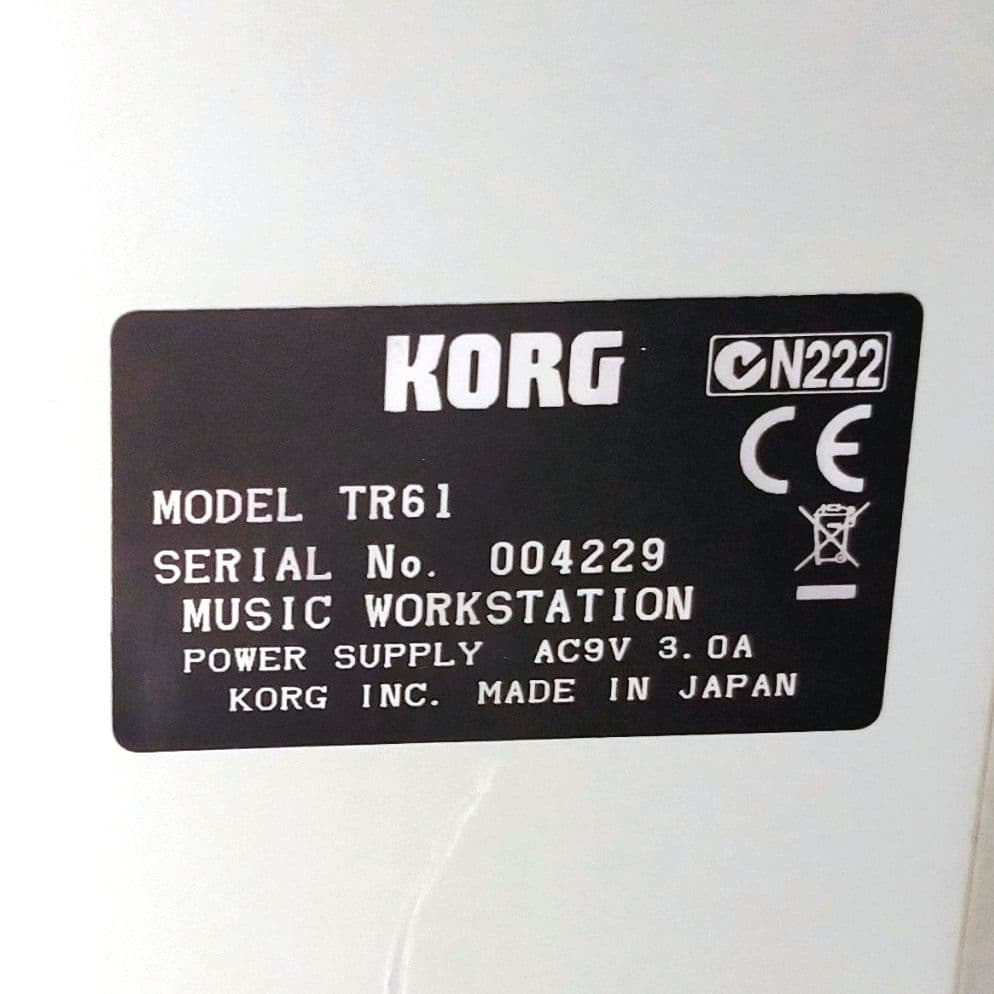 KORG
N222
CE
MODEL TR61
SERIAL No. 004229
MUSIC WORKSTATION
POWER SUPPLY AC9V 3.0A
KORG INC. MADE IN JAPAN